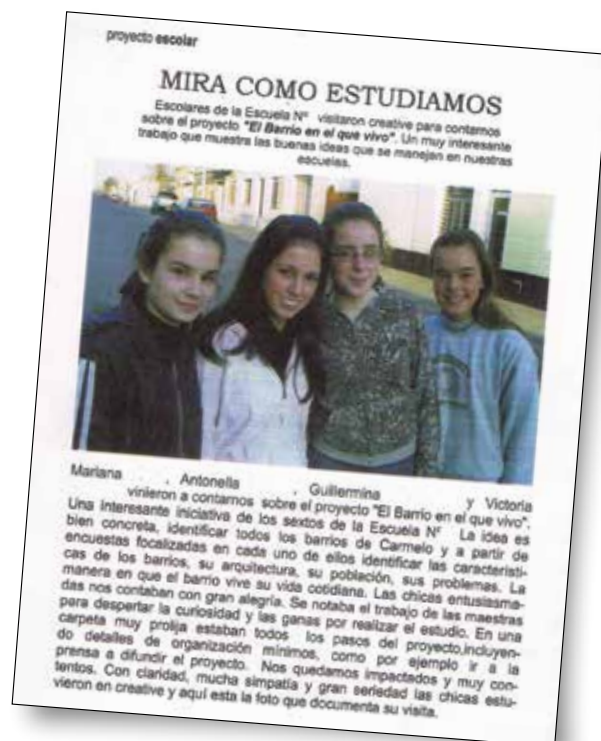 proyecto escolar
MIRA COMO ESTUDIAMOS
Escolares de la Escuela Nº visitaron creative para contarnos
sobre el proyecto "El Barrio en el que vivo". Un muy interesante
trabajo que muestra las buenas ideas que se manejan en nuestras
escuelas.
Mariana , Antonella , Guillermina y Victoria
vinieron a contarnos sobre el proyecto "El Barrio en el que vivo".
Una interesante iniciativa de los sextos de la Escuela Nº La idea es
bien concreta, identificar todos los barrios de Carmelo y a partir de
encuestas focalizadas en cada uno de ellos identificar las característi-
cas de los barrios, su arquitectura, su población, sus problemas. La
manera en que el barrio vive su vida cotidiana. Las chicas entusiasma-
das nos contaban con gran alegría. Se notaba el trabajo de las maestras
para despertar la curiosidad y las ganas por realizar el estudio. En una
carpeta muy prolija estaban todos los pasos del proyecto,incluyen-
do detalles de organización mínimos, como por ejemplo ir a la
prensa a difundir el proyecto. Nos quedamos impactados y muy con-
tentos. Con claridad, mucha simpatía y gran seriedad las chicas estu-
vieron en creative y aquí esta la foto que documenta su visita.